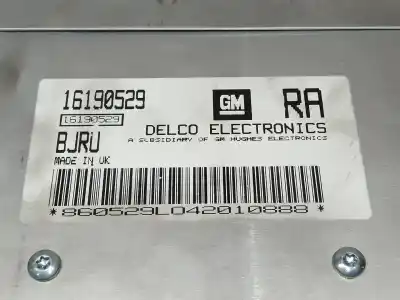 16190529
GM
RA
16190529
BJRU
DELCO ELECTRONICS
A SUBSIDIARY OF GM HUGHES ELECTRONICS
MADE IN UK
*860529L042010888*